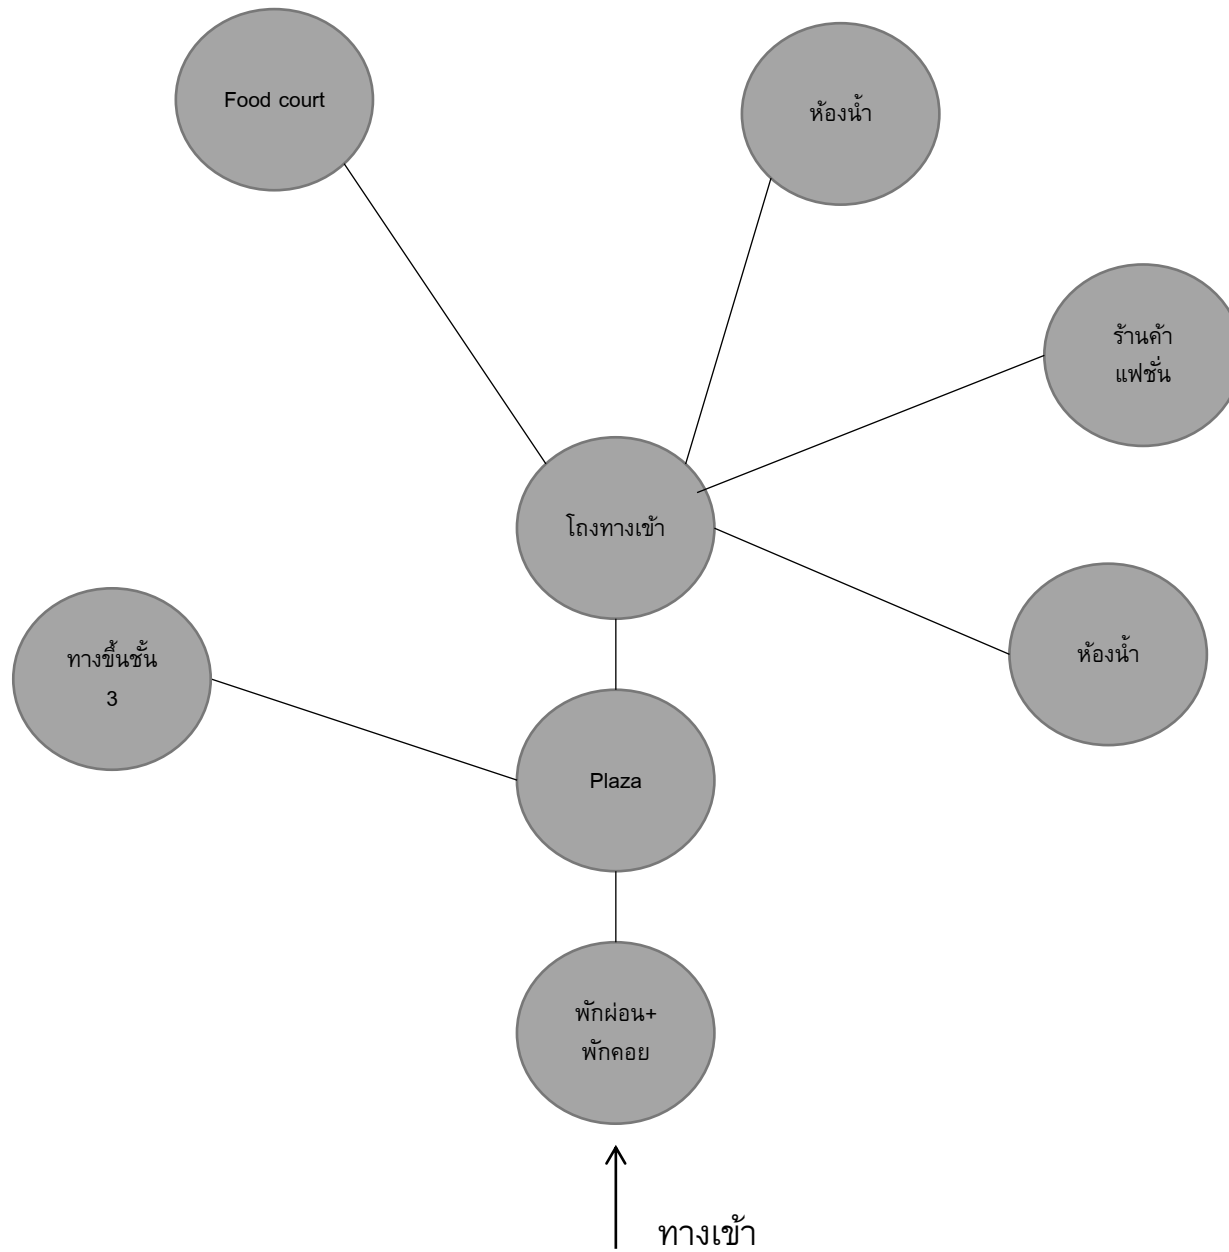 Food court
ห้องน้ำ
ร้านค้า
แฟชั่น
โถงทางเข้า
ทางขึ้นชั้น
3
ห้องน้ำ
Plaza
พักผ่อน+
พักคอย
ทางเข้า